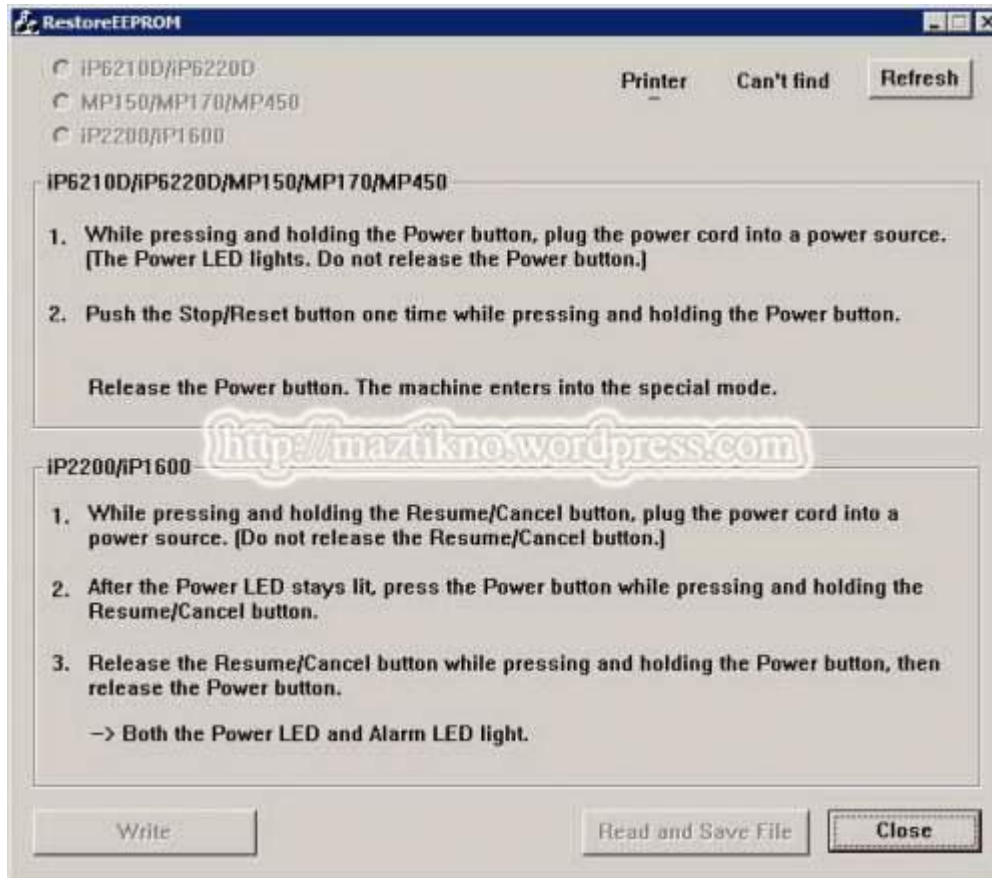 RestoreEEPROM
iP6210D/iP6220D
MP150/MP170/MP450
iP2200/iP1600
Printer Can't find Refresh
iP6210D/iP6220D/MP150/MP170/MP450
1. While pressing and holding the Power button, plug the power cord into a power source.
(The Power LED lights. Do not release the Power button.)
2. Push the Stop/Reset button one time while pressing and holding the Power button.
Release the Power button. The machine enters into the special mode.
http://maztikno.wordpress.com
iP2200/iP1600
1. While pressing and holding the Resume/Cancel button, plug the power cord into a
power source. (Do not release the Resume/Cancel button.)
2. After the Power LED stays lit, press the Power button while pressing and holding the
Resume/Cancel button.
3. Release the Resume/Cancel button while pressing and holding the Power button, then
release the Power button.
–> Both the Power LED and Alarm LED light.
Write Read and Save File Close